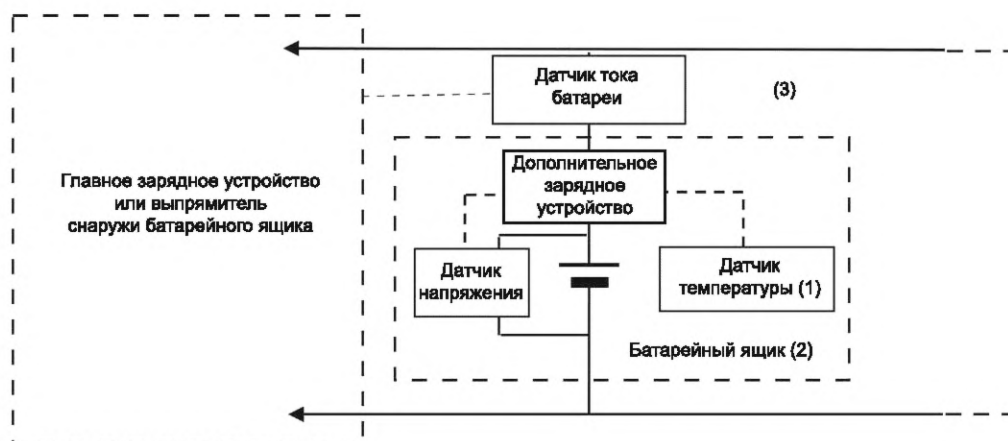 Датчик тока
батареи
(3)
Дополнительное
зарядное
устройство
Главное зарядное устройство
или выпрямитель
снаружи батарейного ящика
Датчик
напряжения
Датчик
температуры (1)
Батарейный ящик (2)